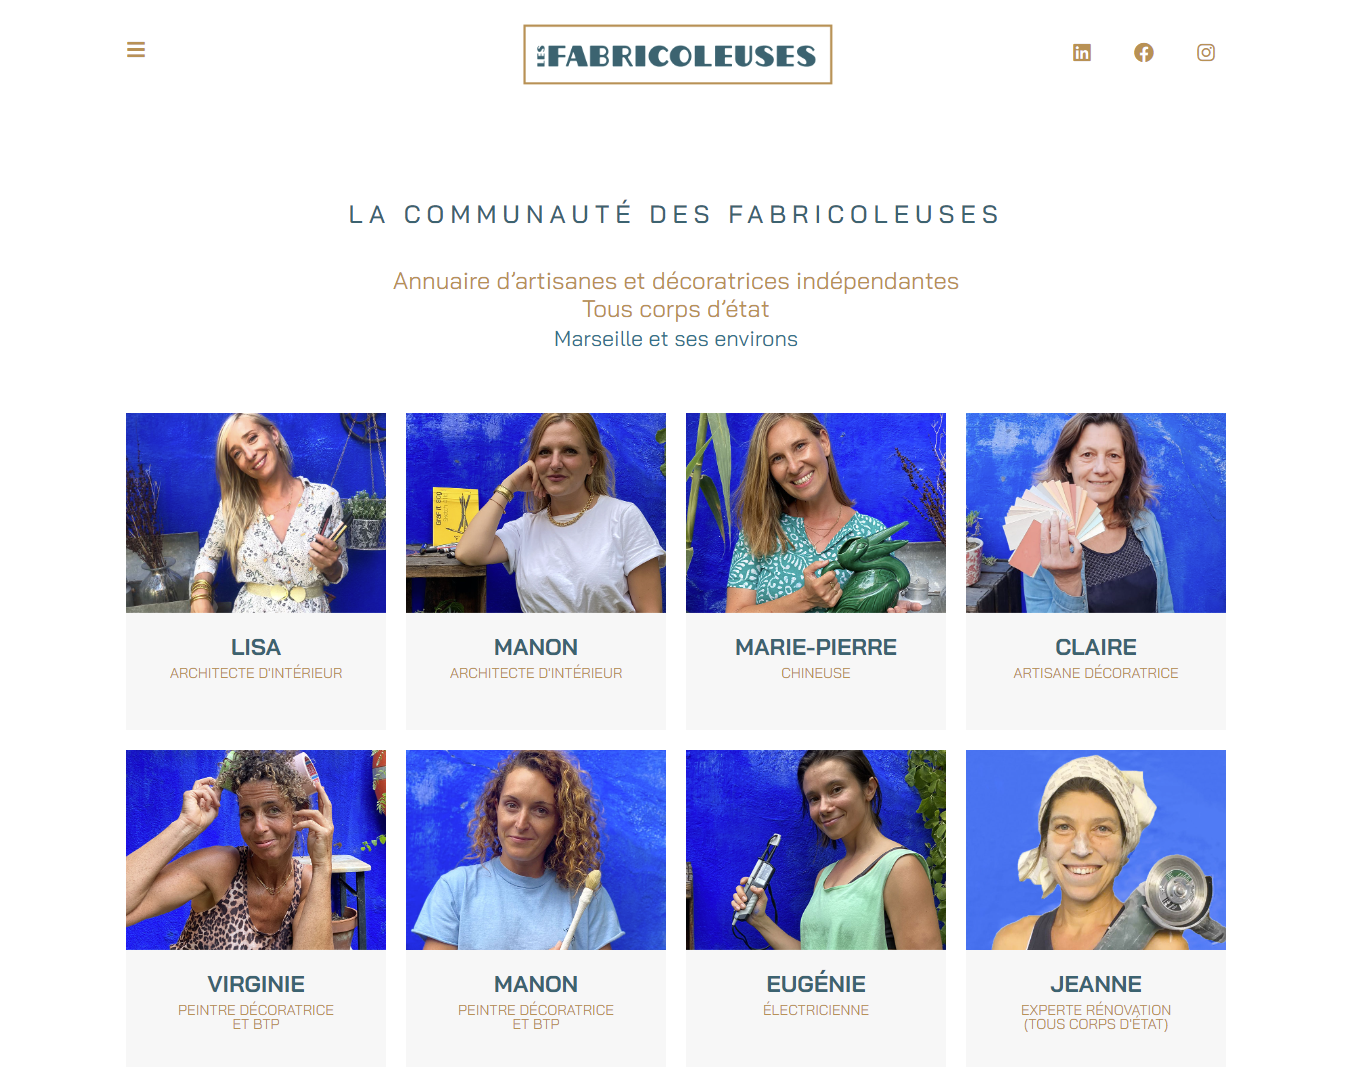 LES FABRICOLEUSES
LA COMMUNAUTÉ DES FABRICOLEUSES
Annuaire d’artisanes et décoratrices indépendantes
Tous corps d’état
Marseille et ses environs
LISA
ARCHITECTE D'INTÉRIEUR
MANON
ARCHITECTE D'INTÉRIEUR
MARIE-PIERRE
CHINEUSE
CLAIRE
ARTISANE DÉCORATRICE
VIRGINIE
PEINTRE DÉCORATRICE
ET BTP
MANON
PEINTRE DÉCORATRICE
ET BTP
EUGÉNIE
ÉLECTRICIENNE
JEANNE
EXPERTE RÉNOVATION
(TOUS CORPS D'ÉTAT)